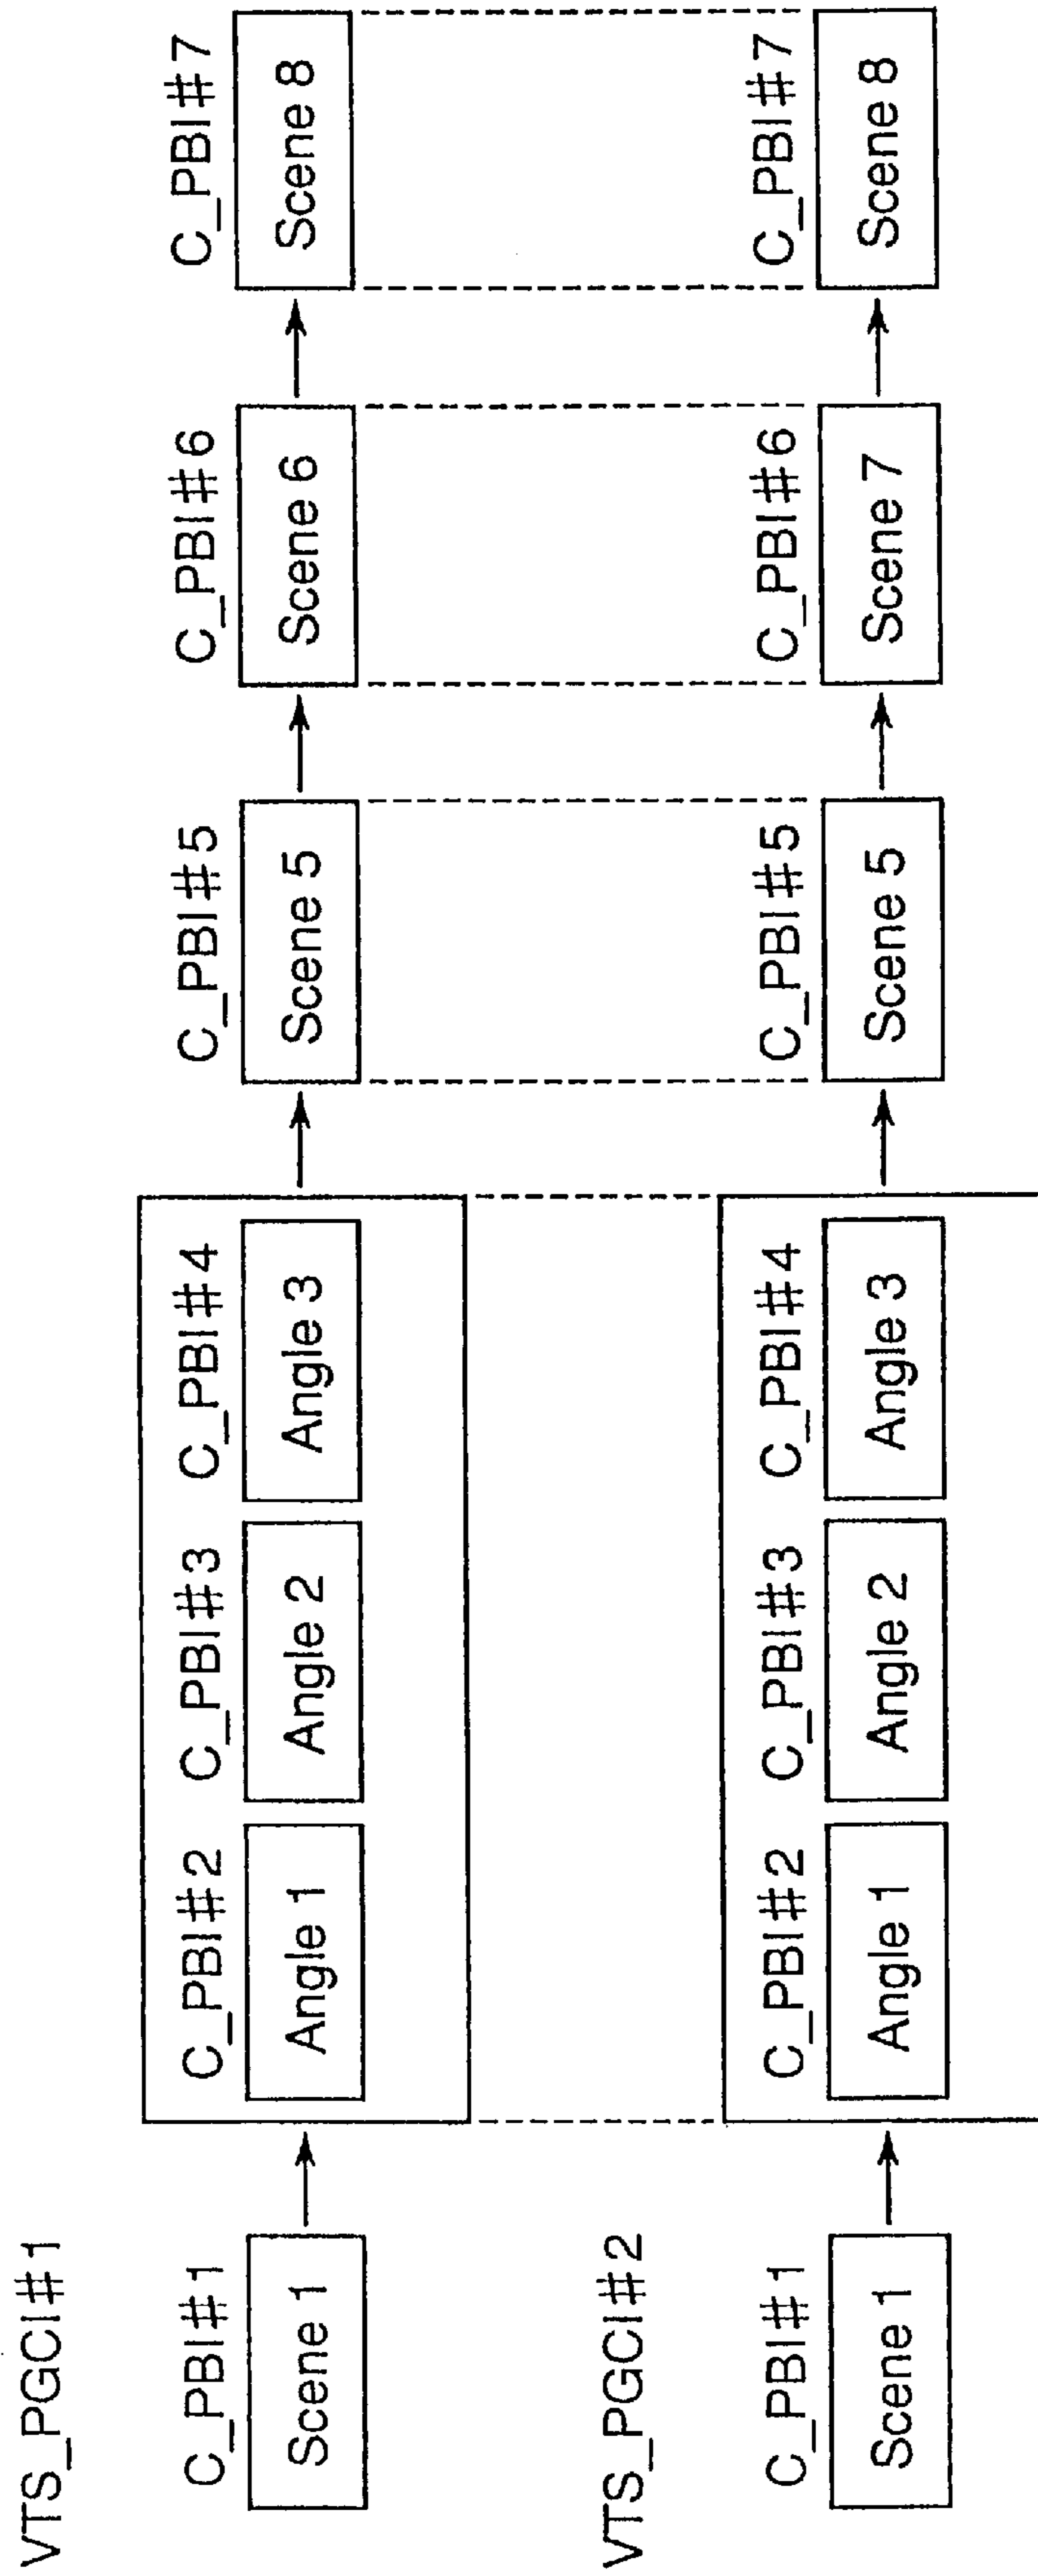 VTS_PGCI#1
C_PBI#1
Scene 1
C_PBI#2
Angle 1
C_PBI#3
Angle 2
C_PBI#4
Angle 3
C_PBI#5
Scene 5
C_PBI#6
Scene 6
C_PBI#7
Scene 8
VTS_PGCI#2
C_PBI#1
Scene 1
C_PBI#2
Angle 1
C_PBI#3
Angle 2
C_PBI#4
Angle 3
C_PBI#5
Scene 5
C_PBI#6
Scene 7
C_PBI#7
Scene 8